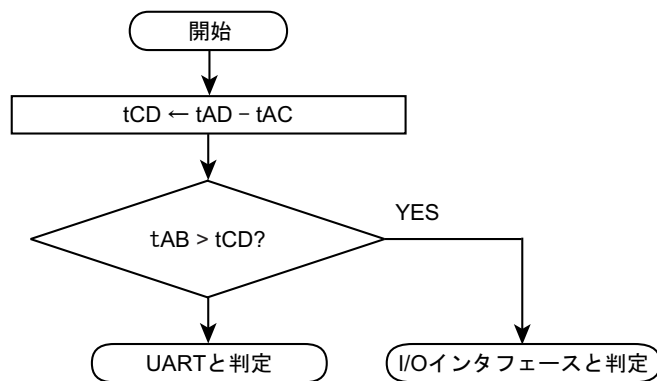 開始
tCD ← tAD − tAC
tAB > tCD?
YES
UARTと判定
I/Oインタフェースと判定